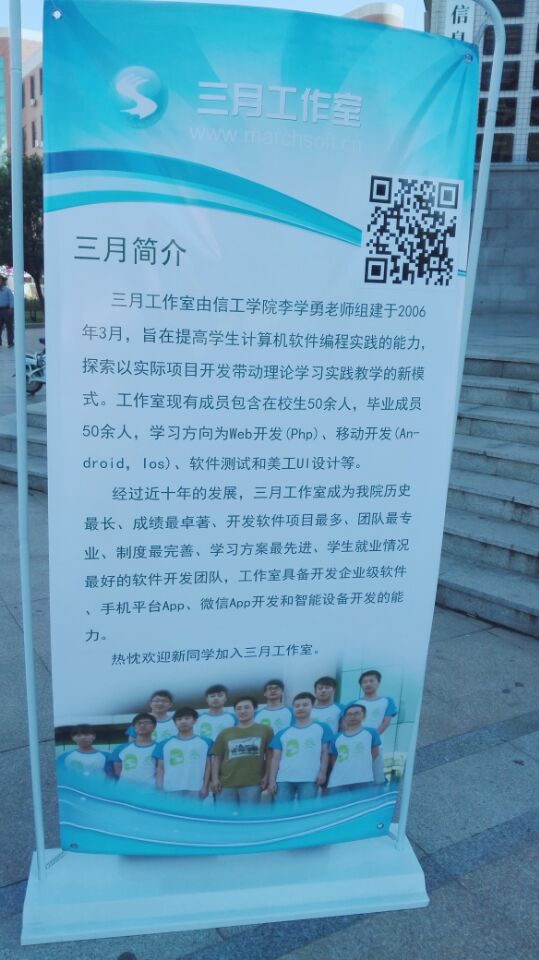 信息
三月工作室
www.marchsoft.cn
三月简介
三月工作室由信工学院李学勇老师组建于2006
年3月，旨在提高学生计算机软件编程实践的能力，
探索以实际项目开发带动理论学习实践教学的新模
式。工作室现有成员包含在校生50余人，毕业成员
50余人，学习方向为Web开发(Php)、移动开发(An-
droid, Ios)、软件测试和美工UI设计等。
经过近十年的发展，三月工作室成为我院历史
最长、成绩最卓著、开发软件项目最多、团队最专
业、制度最完善、学习方案最先进、学生就业情况
最好的软件开发团队，工作室具备开发企业级软件
、手机平台App、微信App开发和智能设备开发的能
力。
热忱欢迎新同学加入三月工作室。